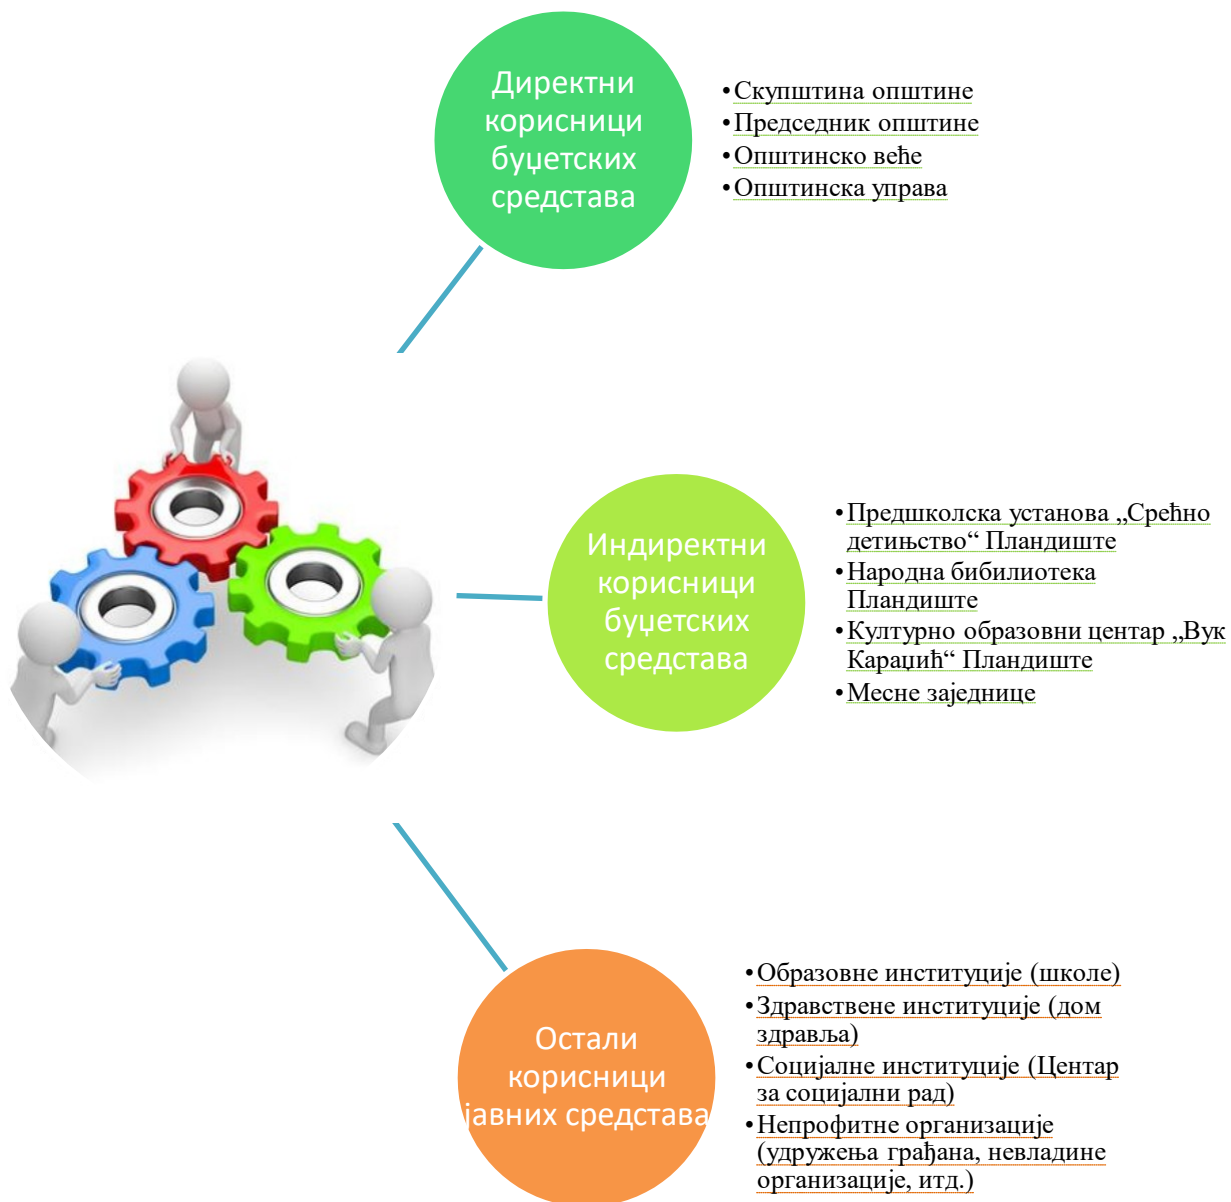 Директни
корисници
буџетских
средстава
•Скупштина општине
•Председник општине
•Општинско веће
•Општинска управа
Индиректни
корисници
буџетских
средстава
•Предшколска установа „Срећно
детињство“ Пландиште
•Народна бибилиотека
Пландиште
•Културно образовни центар „Вук
Караџић“ Пландиште
•Месне заједнице
Остали
корисници
јавних средстава
•Образовне институције (школе)
•Здравствене институције (дом
здравља)
•Социјалне институције (Центар
за социјални рад)
•Непрофитне организације
(удружења грађана, невладине
организације, итд.)